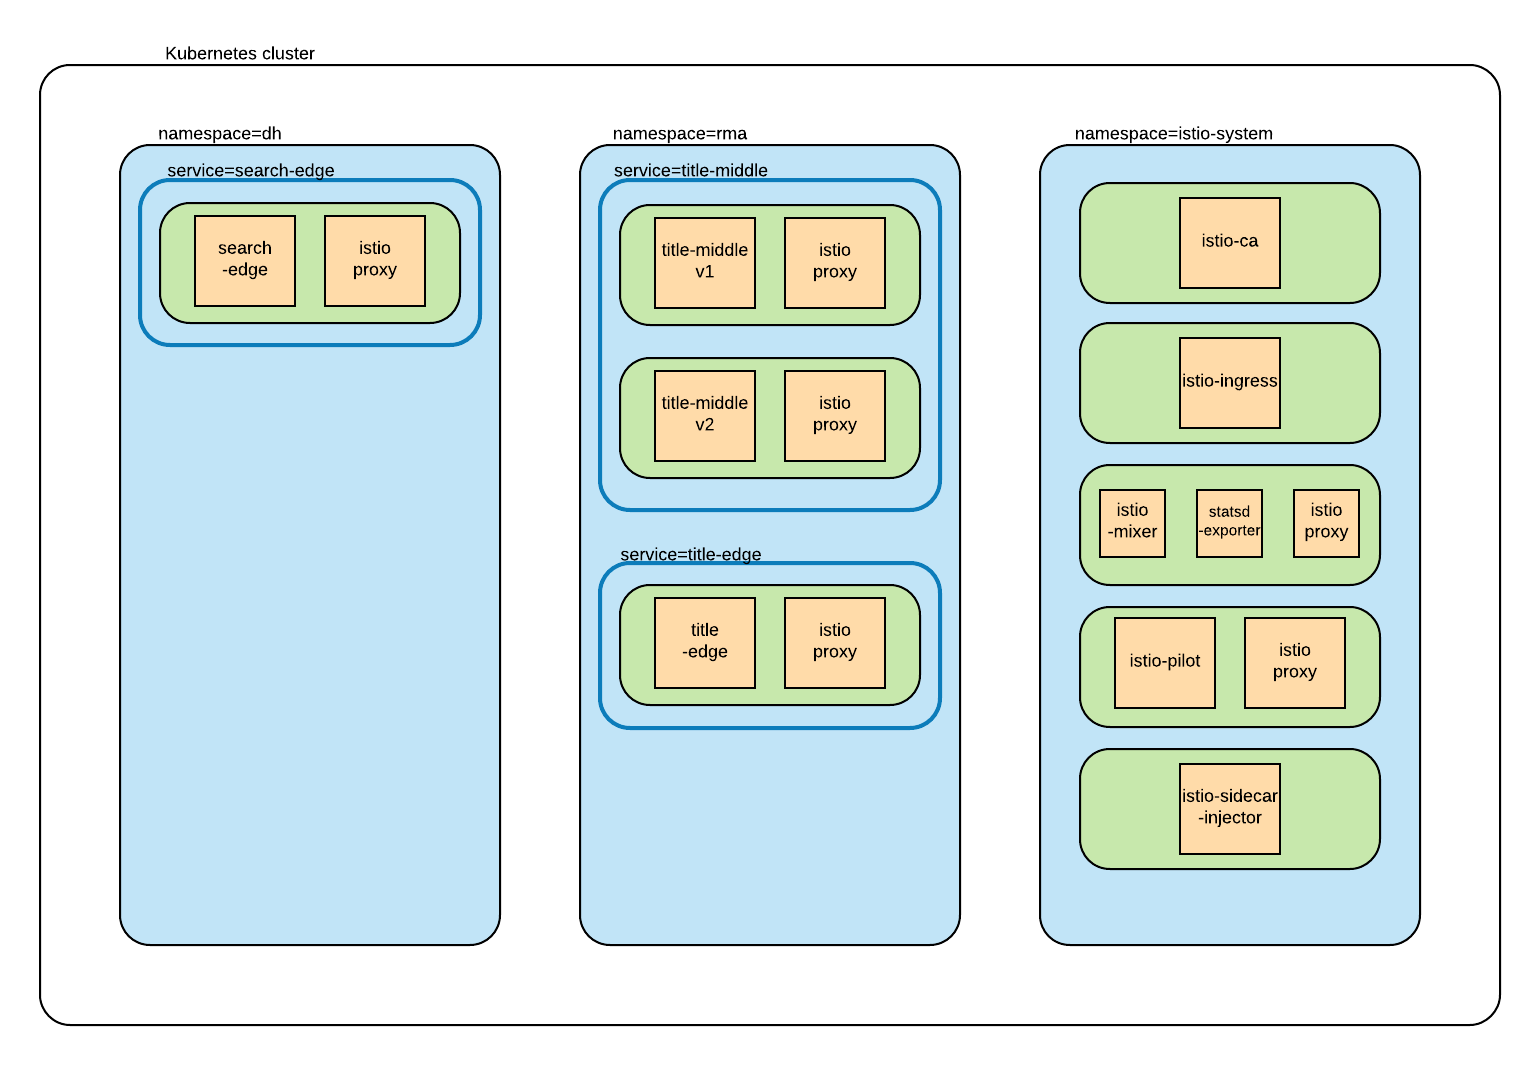 Kubernetes cluster
namespace=dh
service=search-edge
search
-edge
istio
proxy
namespace=rma
service=title-middle
title-middle
v1
istio
proxy
title-middle
v2
istio
proxy
service=title-edge
title
-edge
istio
proxy
namespace=istio-system
istio-ca
istio-ingress
istio
-mixer
statsd
-exporter
istio
proxy
istio-pilot
istio
proxy
istio-sidecar
-injector